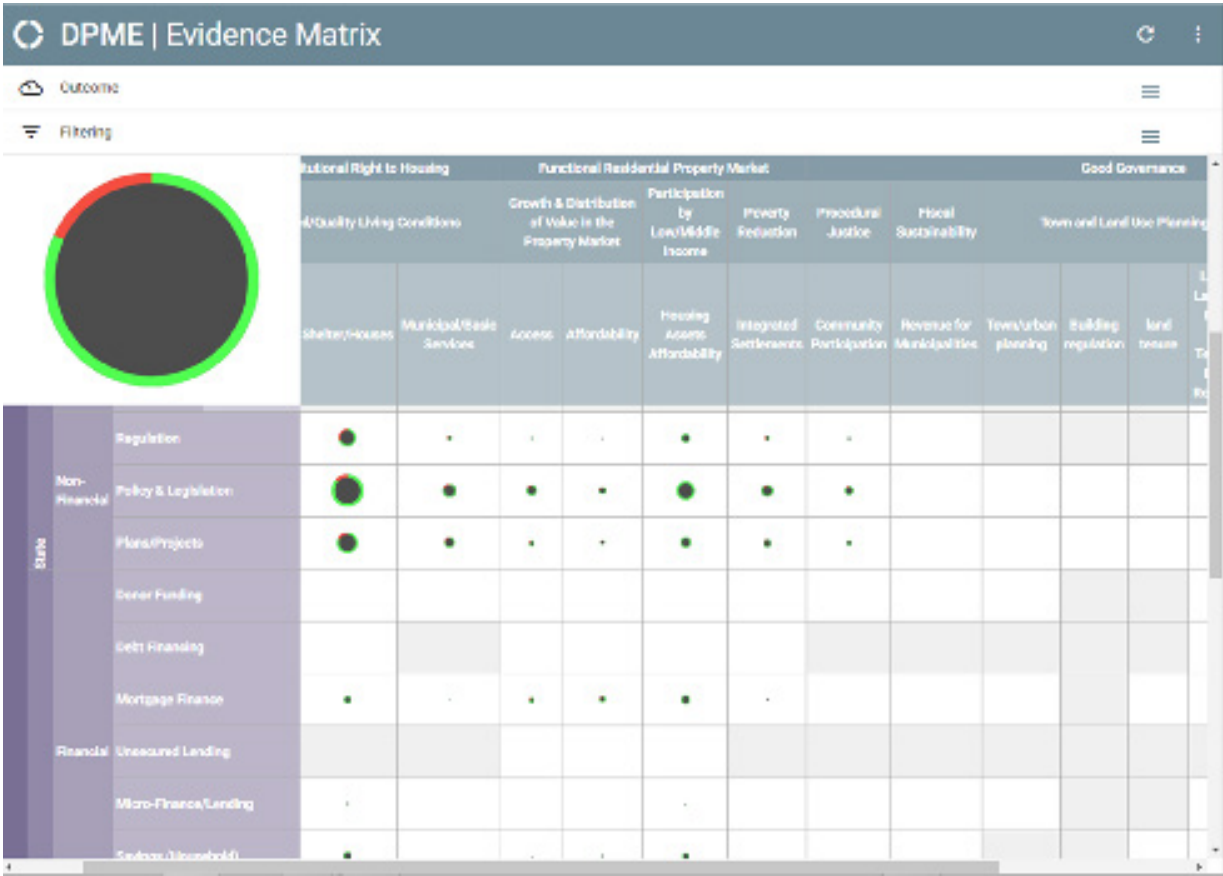 DPME | Evidence Matrix
Outcome
Filtering
tutional Right to Housing
Functional Residential Property Market
Good Governance
al/Quality Living Conditions
Growth & Distribution
of Value in the
Property Market
Participation
by
Low/Middle
Income
Poverty
Reduction
Procedural
Justice
Fiscal
Sustainability
Town and Land Use Planning
Shelter/Houses
Municipal/Basic
Services
Access
Affordability
Housing
Assets
Affordability
Integrated
Settlements
Community
Participation
Revenue for
Municipalities
Town/urban
planning
Building
regulation
land
tenure
State
Non-
Financial
Regulation
Policy & Legislation
Plans/Projects
Financial
Donor Funding
Debt Financing
Mortgage Finance
Unsecured Lending
Micro-Finance/Lending
Savings (Household)